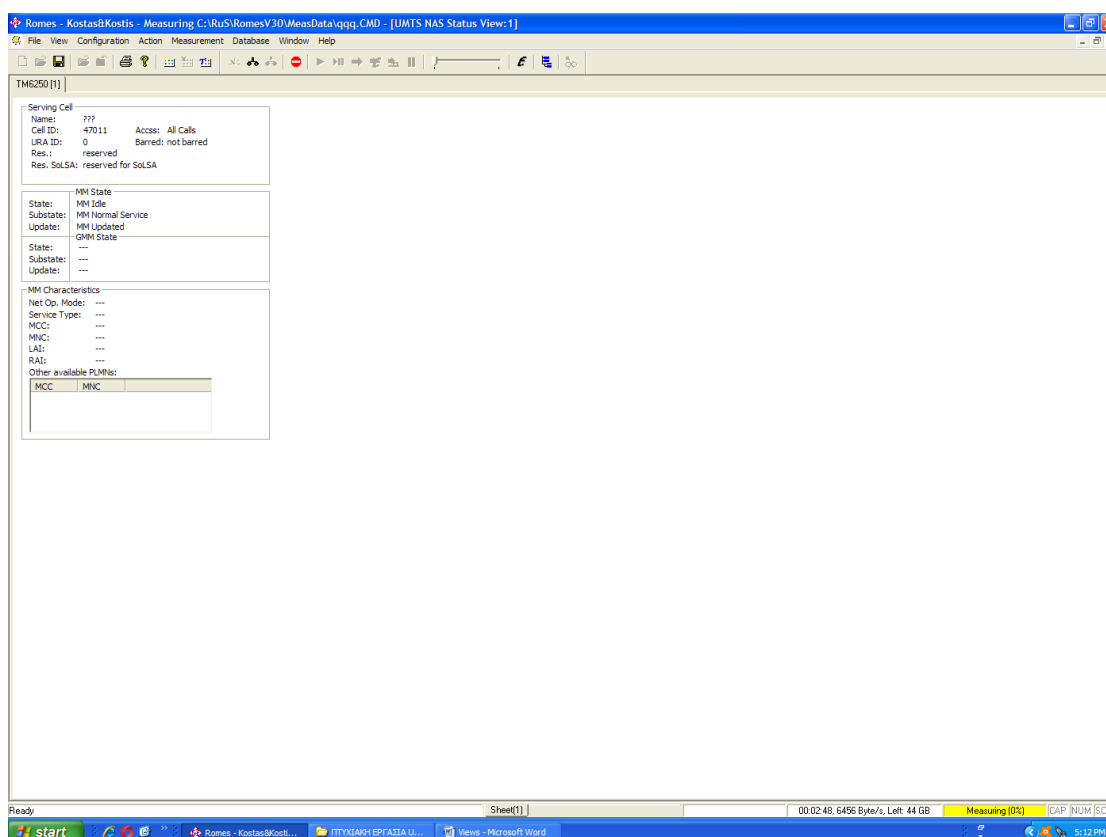 Romes - Kostas&Kostis - Measuring C:\RuS\RomesV30\MeasData\qqq.CMD - [UMTS NAS Status View:1]
File View Configuration Action Measurement Database Window Help
TM6250 [1]
Serving Cell
Name: ???
Cell ID: 47011 Accss: All Calls
URA ID: 0 Barred: not barred
Res.: reserved
Res. SoLSA: reserved for SoLSA
MM State
State: MM Idle
Substate: MM Normal Service
Update: MM Updated
GMM State
State: ---
Substate: ---
Update: ---
MM Characteristics
Net Op. Mode: ---
Service Type: ---
MCC: ---
MNC: ---
LAI: ---
RAI: ---
Other available PLMNs:
MCC MNC
Ready Sheet(1) 00:02:48, 6456 Byte/s, Left: 44 GB Measuring (0%) CAP NUM SC
start Romes - Kostas&Kosti... ΠΤΥΧΙΑΚΗ ΕΡΓΑΣΙΑ U... Views - Microsoft Word 5:12 PM